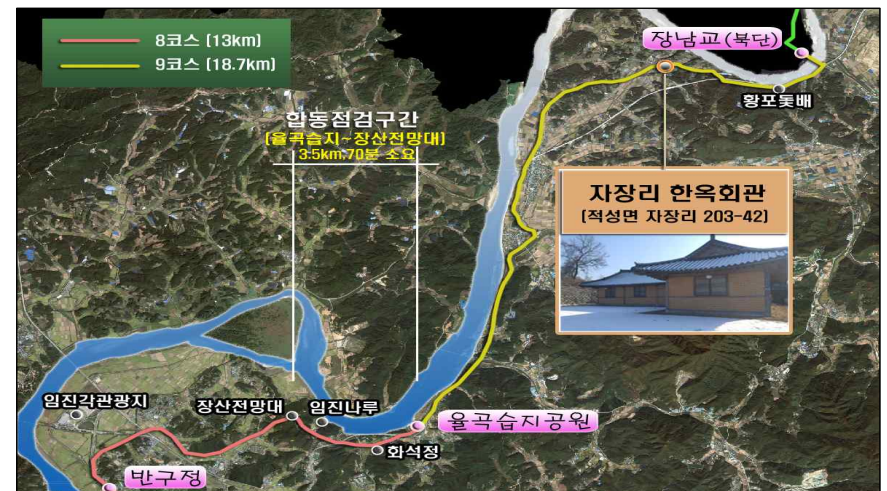 8코스 (13km)
9코스 (18.7km)
장남교(북단)
황포돛배
합동점검구간
(율곡습지~장산전망대)
3.5km,70분 소요
자장리 한옥회관
(적성면 자장리 203-42)
임진각관광지
장산전망대
임진나루
율곡습지공원
화석정
반구정